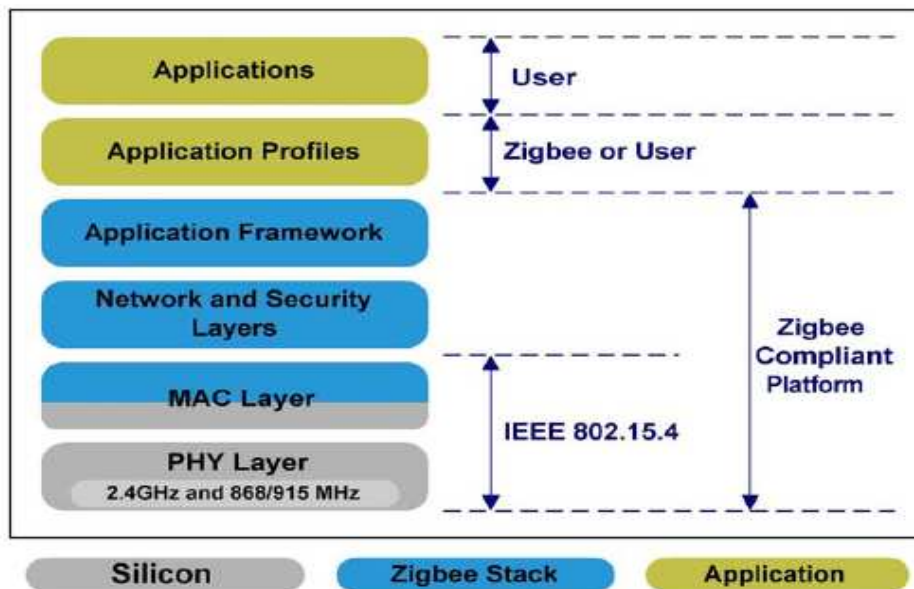 Applications
User
Application Profiles
Zigbee or User
Application Framework
Network and Security
Layers
Zigbee
Compliant
Platform
MAC Layer
IEEE 802.15.4
PHY Layer
2.4GHz and 868/915 MHz
Silicon
Zigbee Stack
Application